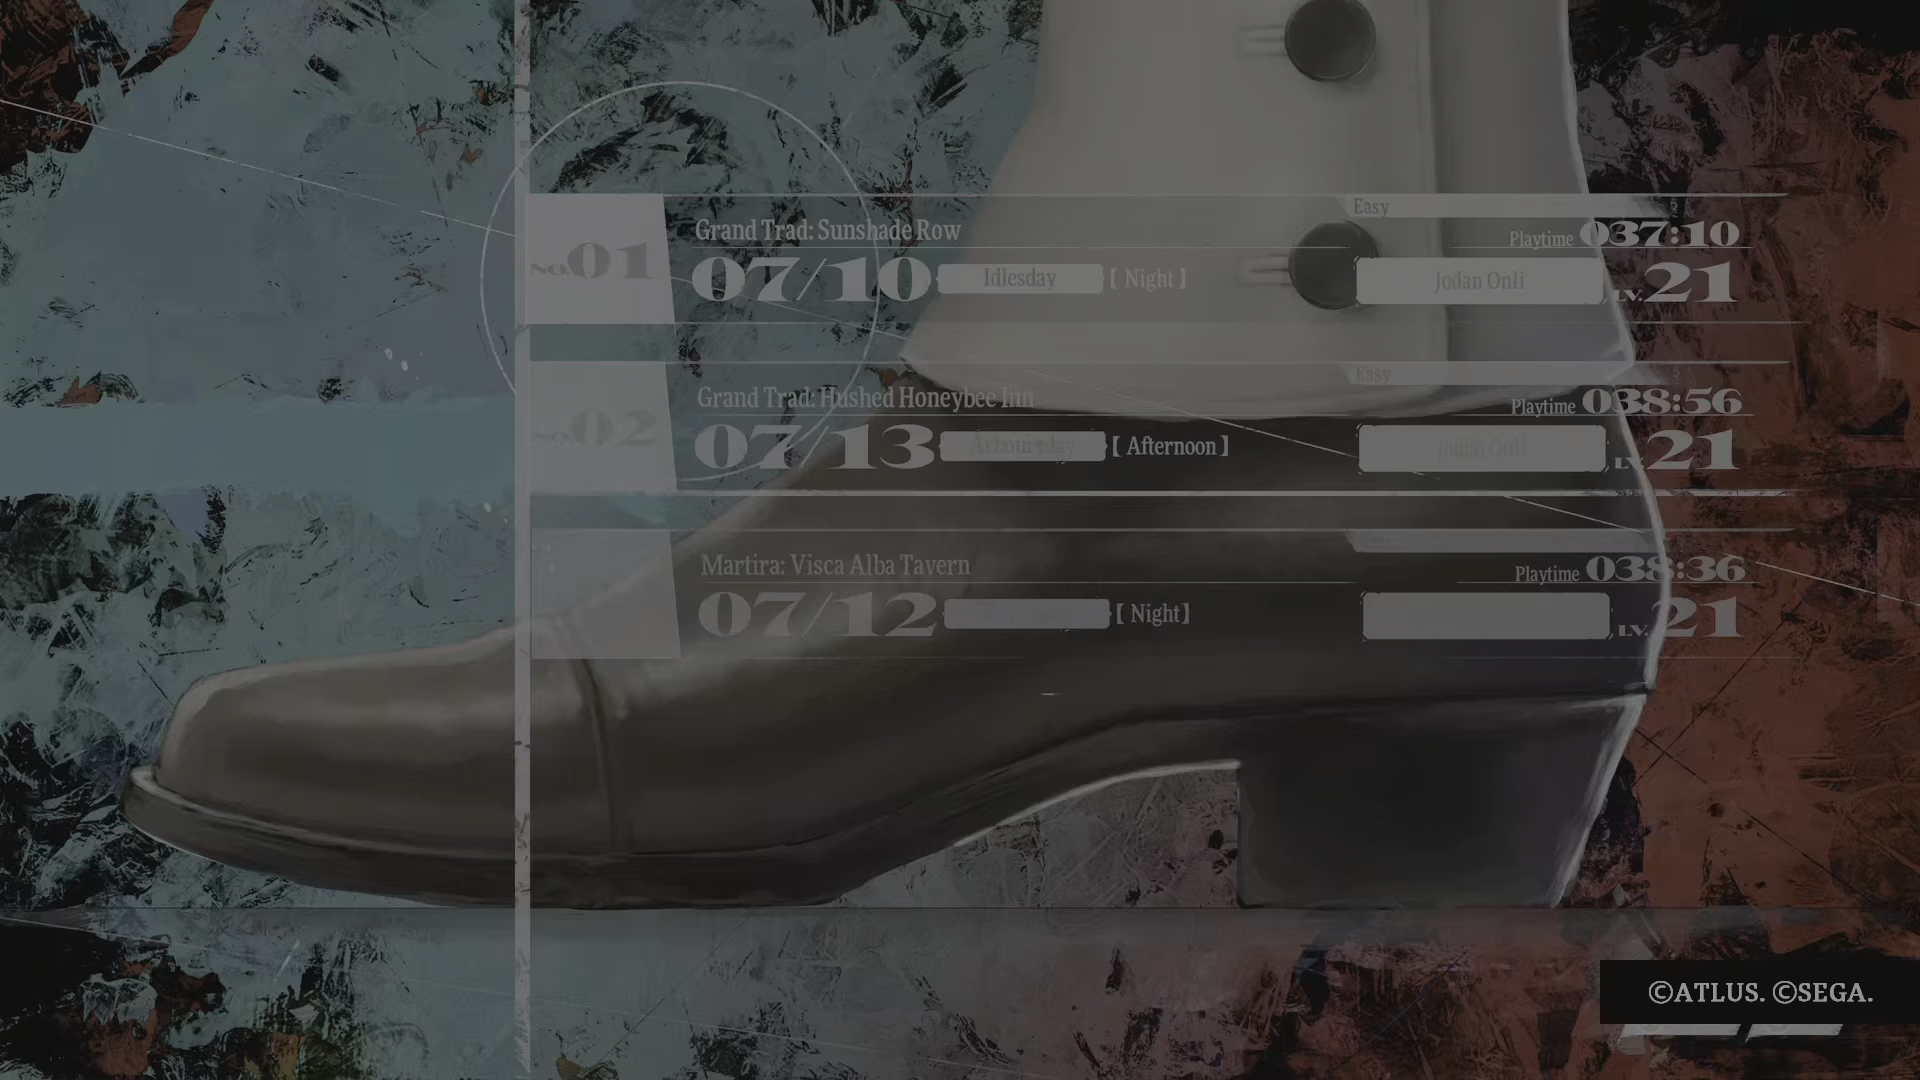 Easy
Grand Trad: Sunshade Row
Playtime 037:10
NO.01
07/10 Idlesday [ Night ]
Jodan Onli LV.21
Easy
Grand Trad: Hushed Honeybee Inn
Playtime 038:56
NO.02
07/13 [ Afternoon ]
Jodan Onli LV.21
Martira: Visca Alba Tavern
Playtime 038:36
07/12 [ Night ]
LV.21
©ATLUS. ©SEGA.